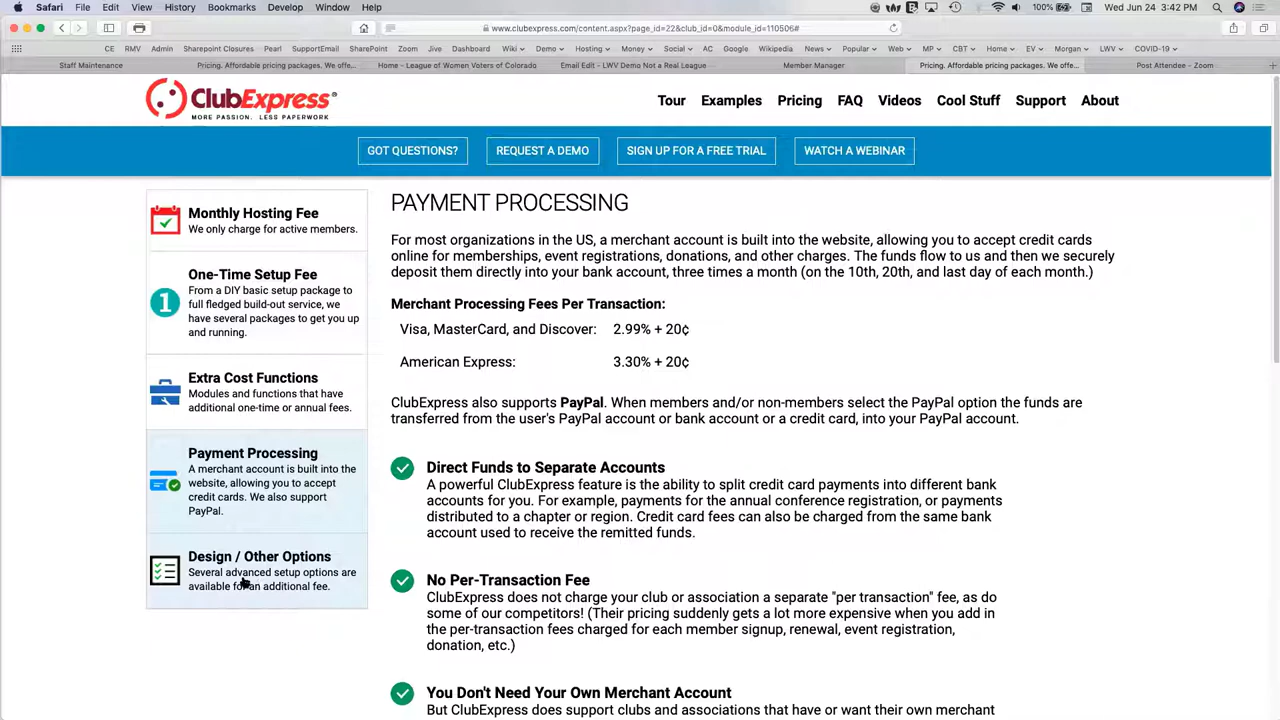 Safari File Edit View History Bookmarks Develop Window Help 100% Wed Jun 24 3:42 PM
www.clubexpress.com/content.aspx?page_id=22&club_id=0&module_id=110506#
CE RMV Admin Sharepoint Closures Pearl SupportEmail SharePoint Zoom Jive Dashboard Wiki Demo Hosting Money Social AC Google Wikipedia News Popular Web MP CBT Home EV Morgan LWV COVID-19
Staff Maintenance Pricing. Affordable pricing packages. We offe... Home - League of Women Voters of Colorado Email Edit - LWV Demo Not a Real League Member Manager Pricing. Affordable pricing packages. We offe... Post Attendee - Zoom
ClubExpress®
MORE PASSION. LESS PAPERWORK
Tour Examples Pricing FAQ Videos Cool Stuff Support About
GOT QUESTIONS? REQUEST A DEMO SIGN UP FOR A FREE TRIAL WATCH A WEBINAR
Monthly Hosting Fee
We only charge for active members.
1
One-Time Setup Fee
From a DIY basic setup package to
full fledged build-out service, we
have several packages to get you up
and running.
Extra Cost Functions
Modules and functions that have
additional one-time or annual fees.
Payment Processing
A merchant account is built into the
website, allowing you to accept
credit cards. We also support
PayPal.
Design / Other Options
Several advanced setup options are
available for an additional fee.
PAYMENT PROCESSING
For most organizations in the US, a merchant account is built into the website, allowing you to accept credit cards
online for memberships, event registrations, donations, and other charges. The funds flow to us and then we securely
deposit them directly into your bank account, three times a month (on the 10th, 20th, and last day of each month.)
Merchant Processing Fees Per Transaction:
Visa, MasterCard, and Discover: 2.99% + 20¢
American Express: 3.30% + 20¢
ClubExpress also supports PayPal. When members and/or non-members select the PayPal option the funds are
transferred from the user's PayPal account or bank account or a credit card, into your PayPal account.
Direct Funds to Separate Accounts
A powerful ClubExpress feature is the ability to split credit card payments into different bank
accounts for you. For example, payments for the annual conference registration, or payments
distributed to a chapter or region. Credit card fees can also be charged from the same bank
account used to receive the remitted funds.
No Per-Transaction Fee
ClubExpress does not charge your club or association a separate "per transaction" fee, as do
some of our competitors! (Their pricing suddenly gets a lot more expensive when you add in
the per-transaction fees charged for each member signup, renewal, event registration,
donation, etc.)
You Don't Need Your Own Merchant Account
But ClubExpress does support clubs and associations that have or want their own merchant